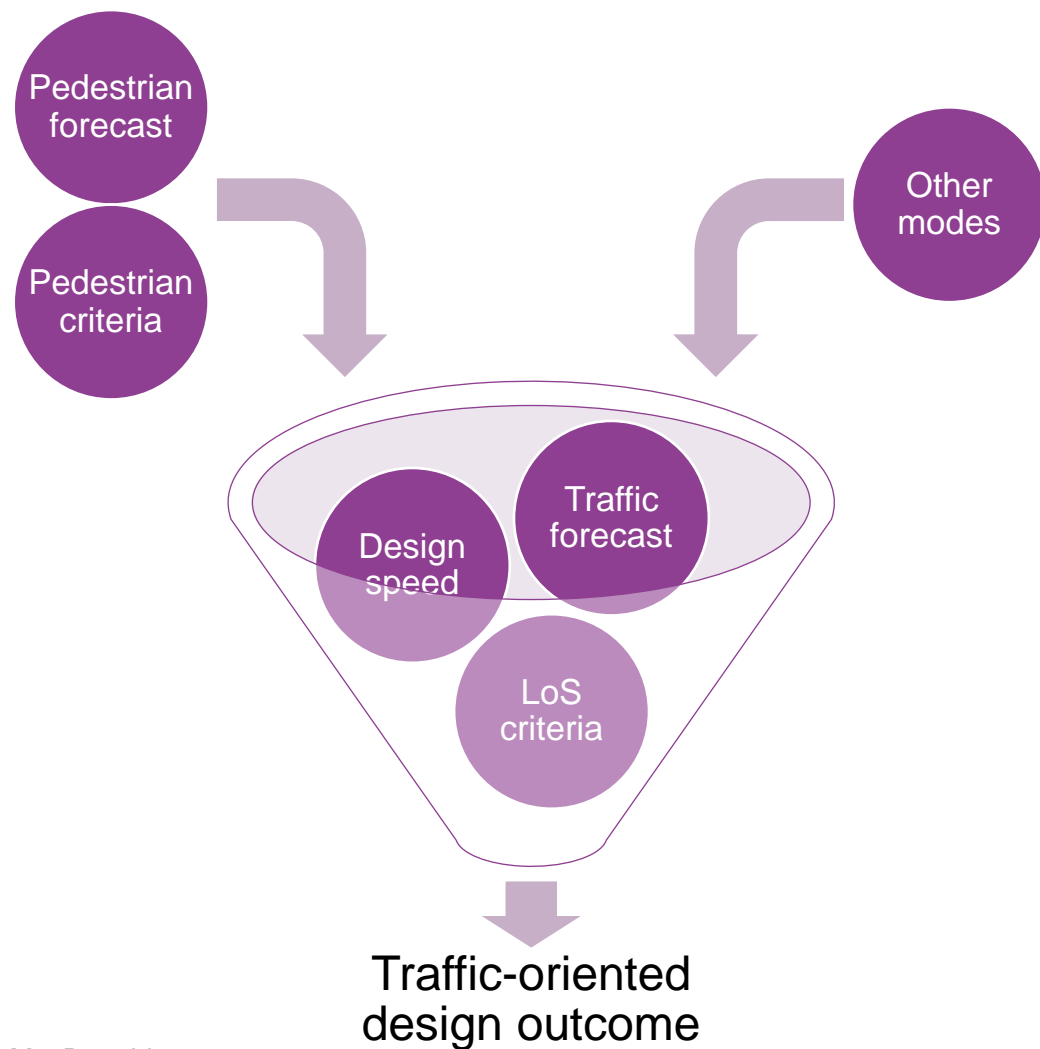 Pedestrian
forecast
Pedestrian
criteria
Other
modes
Traffic
forecast
Design
speed
LoS
criteria
Traffic-oriented
design outcome